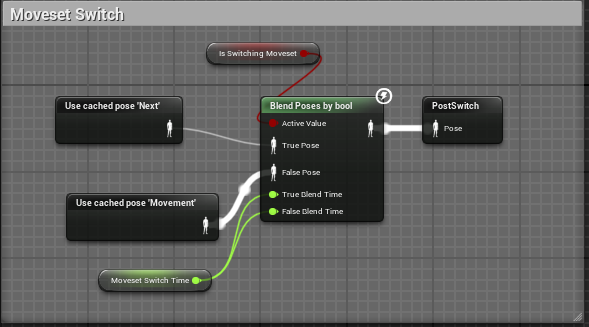 Moveset Switch
Is Switching Moveset
Use cached pose 'Next'
Blend Poses by bool
PostSwitch
Active Value
Pose
True Pose
False Pose
Use cached pose 'Movement'
True Blend Time
False Blend Time
Moveset Switch Time